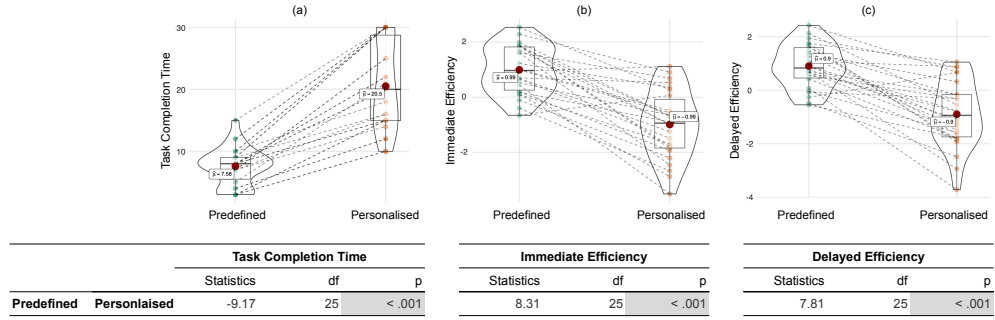 (a)
Task Completion Time
30
20
10
μ̂ = 7.58
μ̂ = 20.5
Predefined Personalised
(b)
Immediate Efficiency
2
0
-2
μ̂ = 0.99
μ̂ = -0.99
Predefined Personalised
(c)
Delayed Efficiency
2
0
-2
-4
μ̂ = 0.9
μ̂ = -0.9
Predefined Personalised
Task Completion Time Immediate Efficiency Delayed Efficiency
Statistics df p Statistics df p Statistics df p
Predefined Personlaised -9.17 25 < .001 8.31 25 < .001 7.81 25 < .001